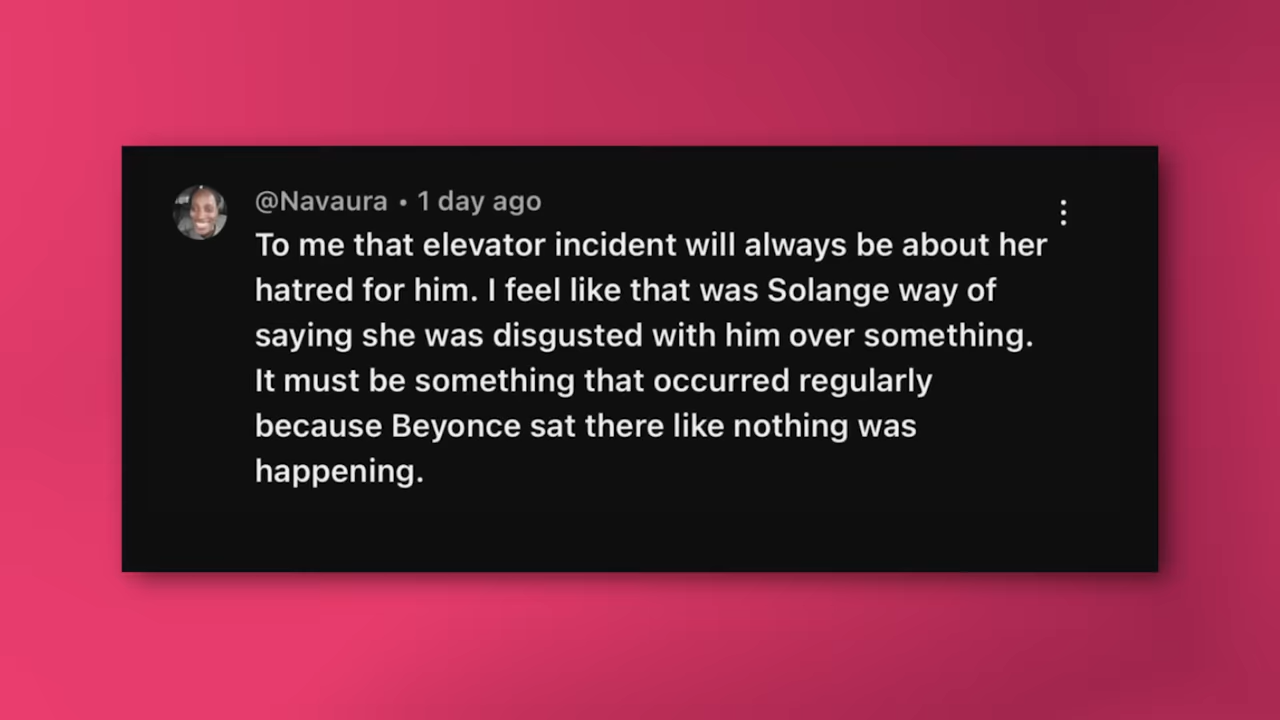 @Navaura • 1 day ago
To me that elevator incident will always be about her
hatred for him. I feel like that was Solange way of
saying she was disgusted with him over something.
It must be something that occurred regularly
because Beyonce sat there like nothing was
happening.